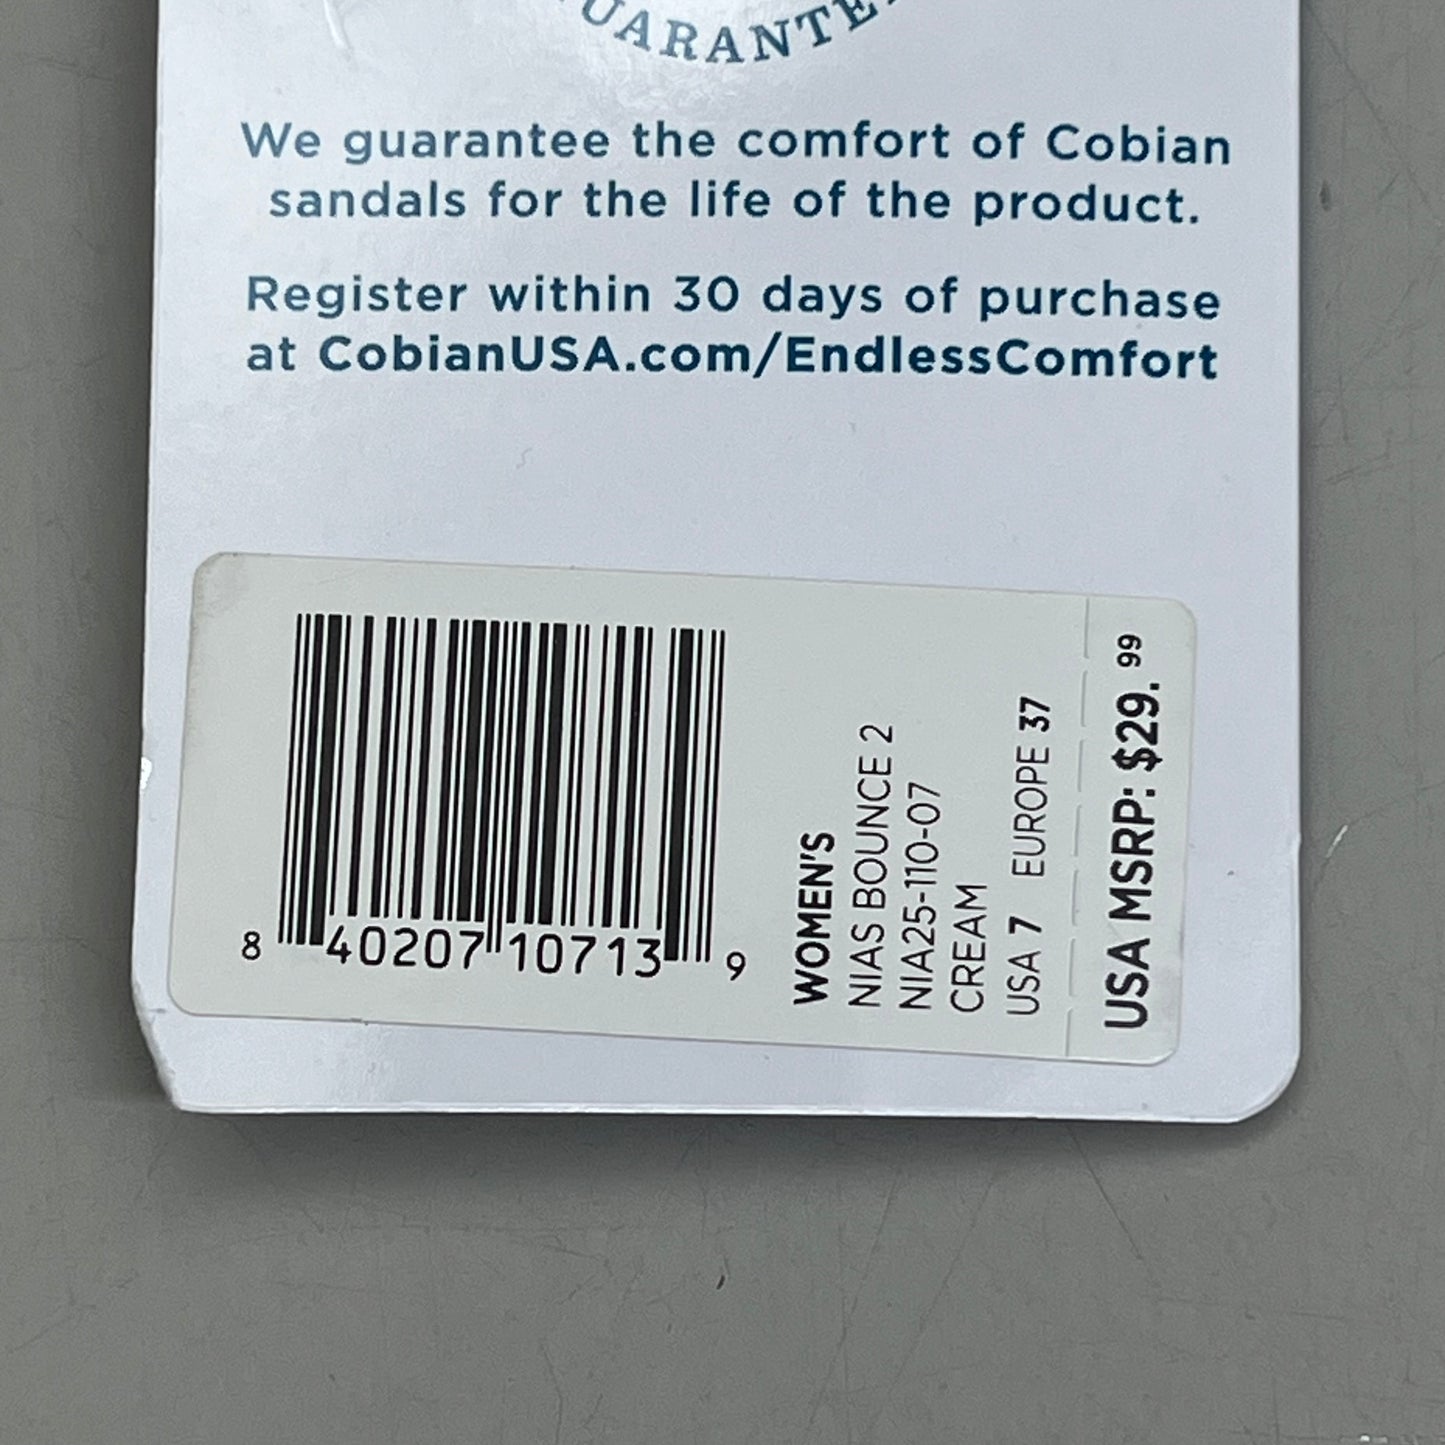 We guarantee the comfort of Cobian
sandals for the life of the product.
Register within 30 days of purchase
at CobianUSA.com/EndlessComfort
8 40207 10713 9
WOMEN'S
NIAS BOUNCE 2
NIA25-110-07
CREAM
USA 7 EUROPE 37
USA MSRP: $29.99